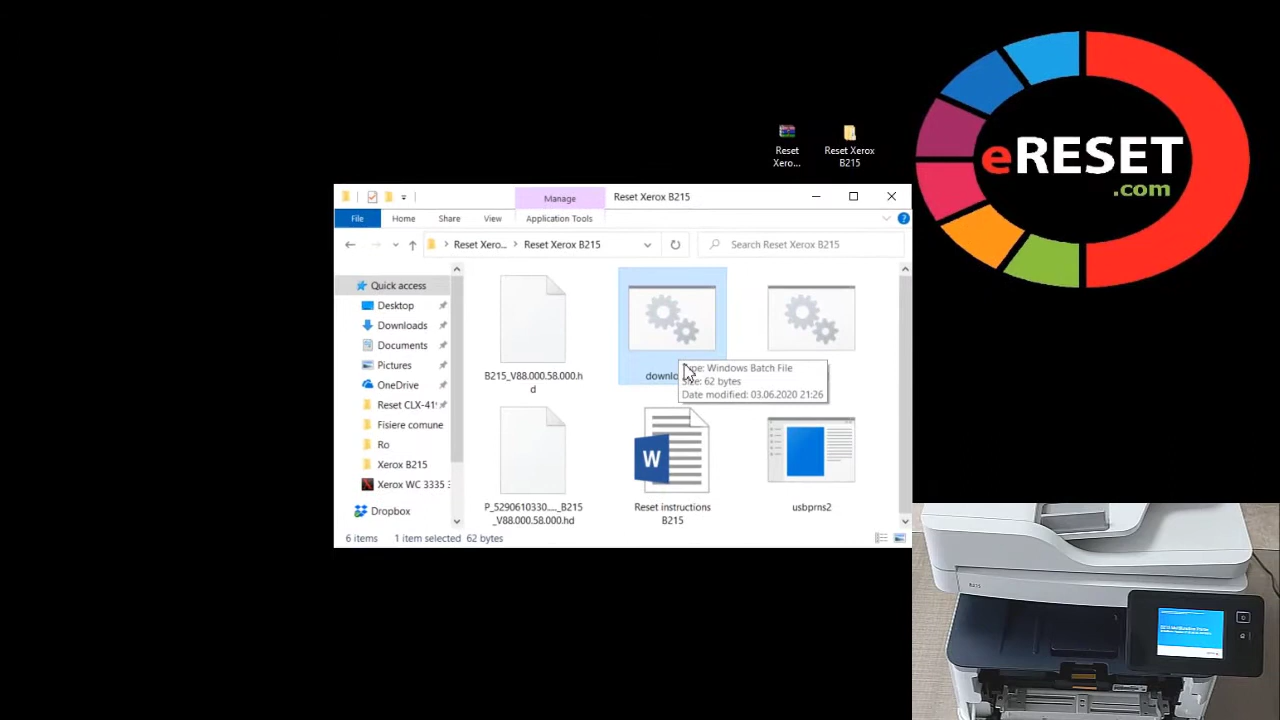 Reset
Xero...
Reset Xerox
B215
eRESET
.com
Manage
Reset Xerox B215
File
Home
Share
View
Application Tools
Reset Xero...
Reset Xerox B215
Search Reset Xerox B215
Quick access
Desktop
Downloads
Documents
Pictures
OneDrive
Reset CLX-41
Fisiere comune
Ro
Xerox B215
Xerox WC 3335 3
Dropbox
B215_V88.000.58.000.h
d
downlo
Type: Windows Batch File
Size: 62 bytes
Date modified: 03.06.2020 21:26
P_5290610330...._B215
_V88.000.58.000.hd
Reset instructions
B215
usbprns2
6 items
1 item selected
62 bytes
B215